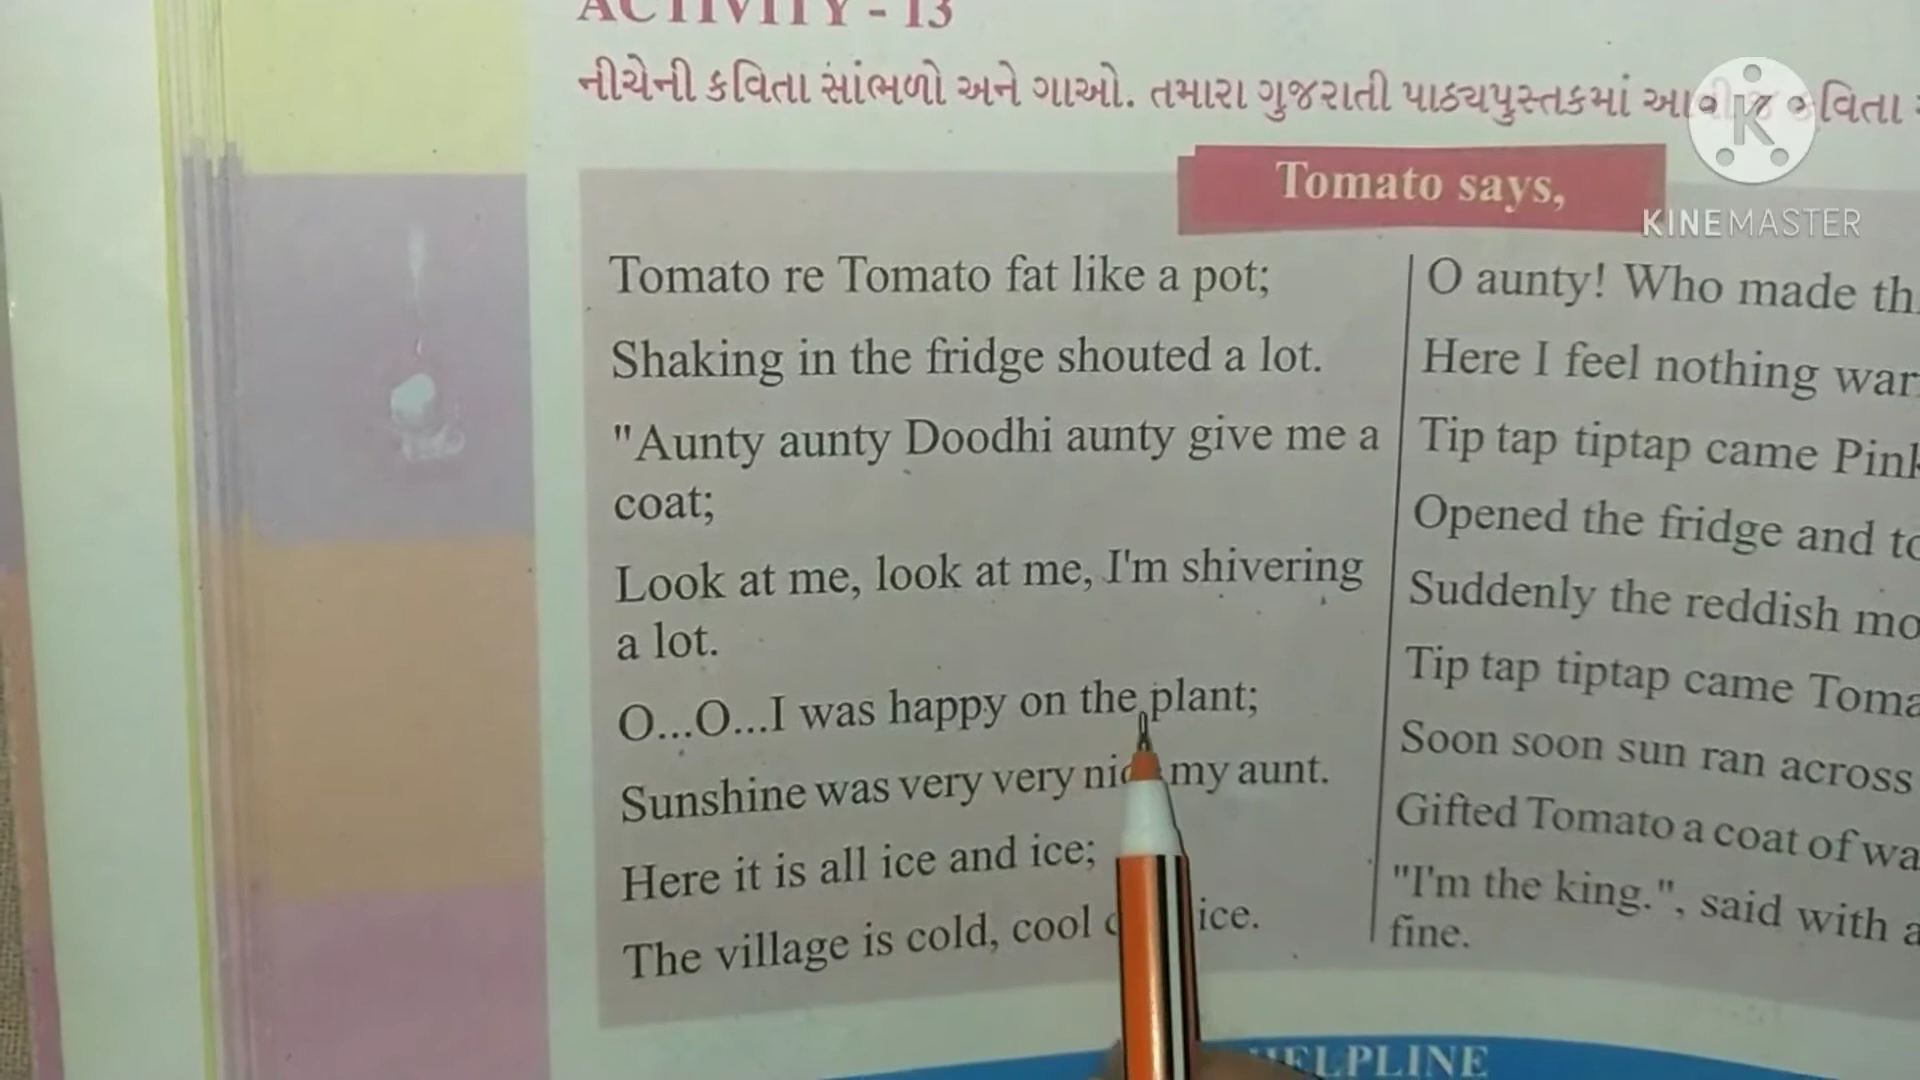 ACTIVITY - 13
નીચેની કવિતા સાંભળો અને ગાઓ. તમારા ગુજરાતી પાઠ્યપુસ્તકમાં
K
KINEMASTER
Tomato says,
Tomato re Tomato fat like a pot;
Shaking in the fridge shouted a lot.
"Aunty aunty Doodhi aunty give me a
coat;
Look at me, look at me, I'm shivering
a lot.
O...O...I was happy on the plant;
Sunshine was very very my aunt.
Here it is all ice and ice;
The village is cold, cool ice.
O aunty! Who made
Here I feel nothing
Tip tap tiptap came
Opened the fridge and
Suddenly the reddish
Tip tap tiptap came
Soon soon sun ran across
Gifted Tomato a coat of
"I'm the king.", said with
fine.
HELPLINE